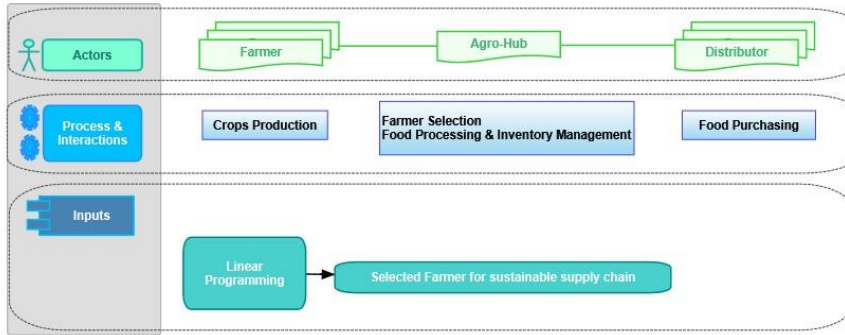 Actors
Farmer
Agro-Hub
Distributor
Process &
Interactions
Crops Production
Farmer Selection
Food Processing & Inventory Management
Food Purchasing
Inputs
Linear
Programming
Selected Farmer for sustainable supply chain